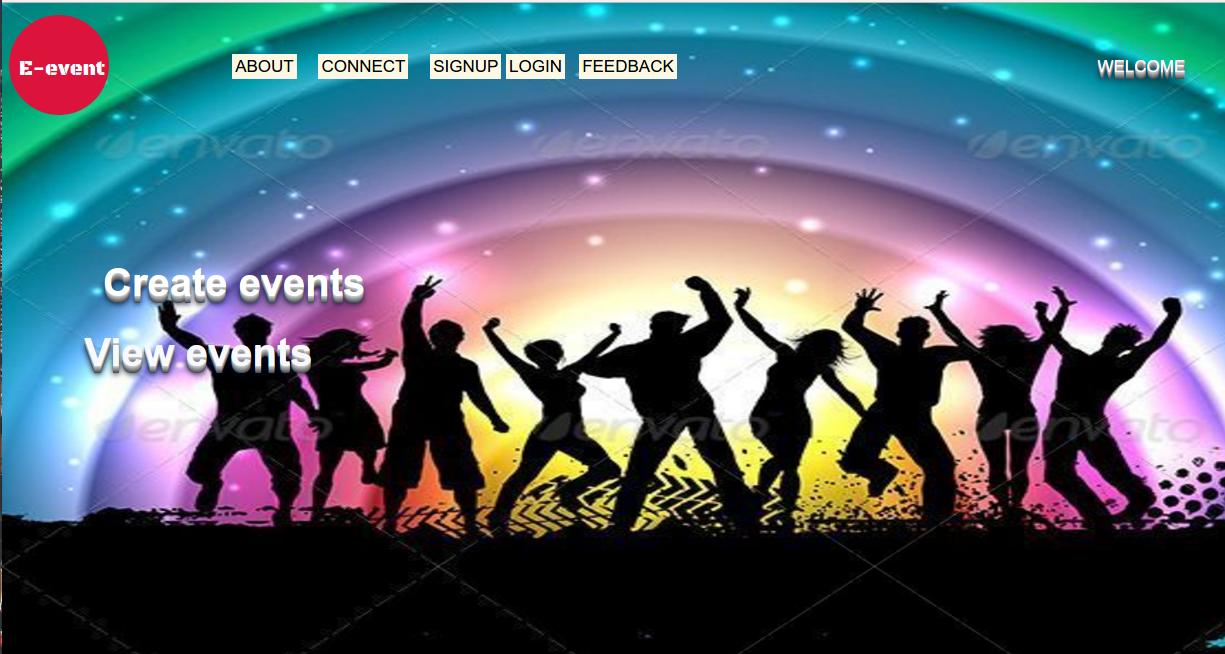 E-event
ABOUT
CONNECT
SIGNUP
LOGIN
FEEDBACK
WELCOME
envato
envato
envato
Create events
View events
envato
envato
envato